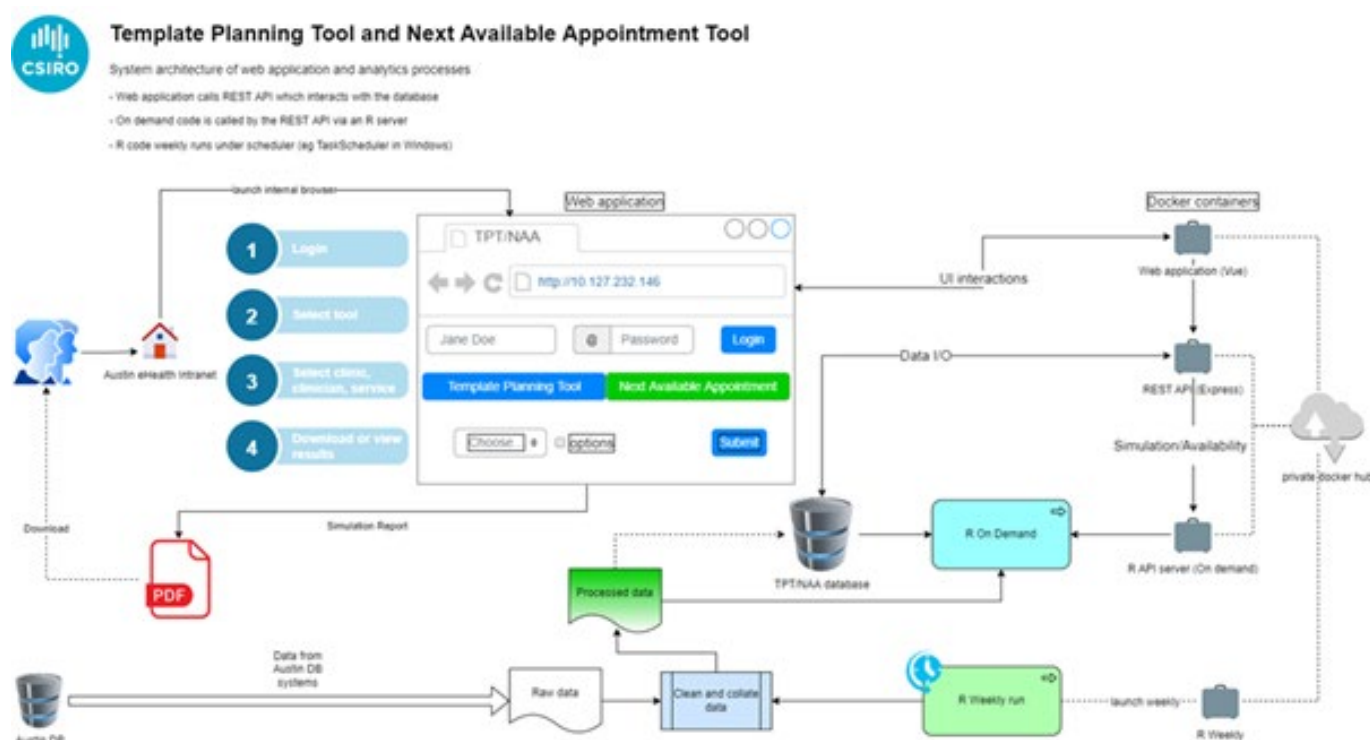 CSIRO
Template Planning Tool and Next Available Appointment Tool
System architecture of web application and analytics processes
- Web application calls REST API which interacts with the database
- On demand code is called by the REST API via an R server
- R code weekly runs under scheduler (eg TaskScheduler in Windows)
launch internal browser
Web application
Docker containers
1
Login
TPT/NAA
http://10.127.232.146
UI interactions
Web application (Vue)
2
Select tool
Jane Doe
@
Password
Login
Austin eHealth Intranet
3
Select clinic,
clinician, service
Data I/O
REST API (Express)
Template Planning Tool
Next Available Appointment
4
Download or view
results
Choose
options
Submit
Simulation/Availability
private docker hub
Download
Simulation Report
PDF
R On Demand
TPT/NAA database
R API server (On demand)
Processed data
Data from
Austin DB
systems
Raw data
Clean and collate
data
R Weekly run
launch weekly
Austin DB
R Weekly